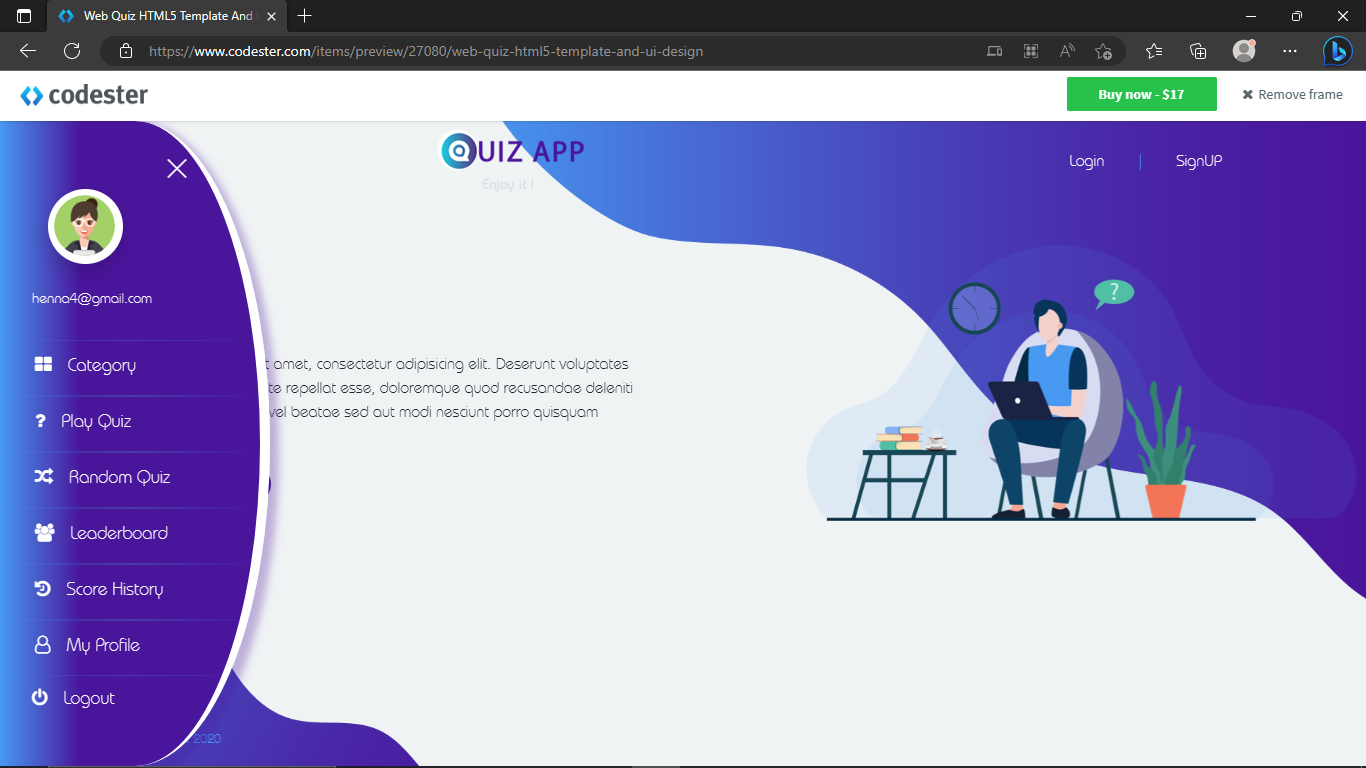 Web Quiz HTML5 Template And
https://www.codester.com/items/preview/27080/web-quiz-html5-template-and-ui-design
codester
Buy now - $17
Remove frame
QUIZ APP
Enjoy it !
Login | SignUP
?
henna4@gmail.com
Category
Play Quiz
Random Quiz
Leaderboard
Score History
My Profile
Logout
amet, consectetur adipisicing elit. Deserunt voluptates
repellat esse, doloremque quod recusandae deleniti
vel beatae sed aut modi nesciunt porro quisquam
2020